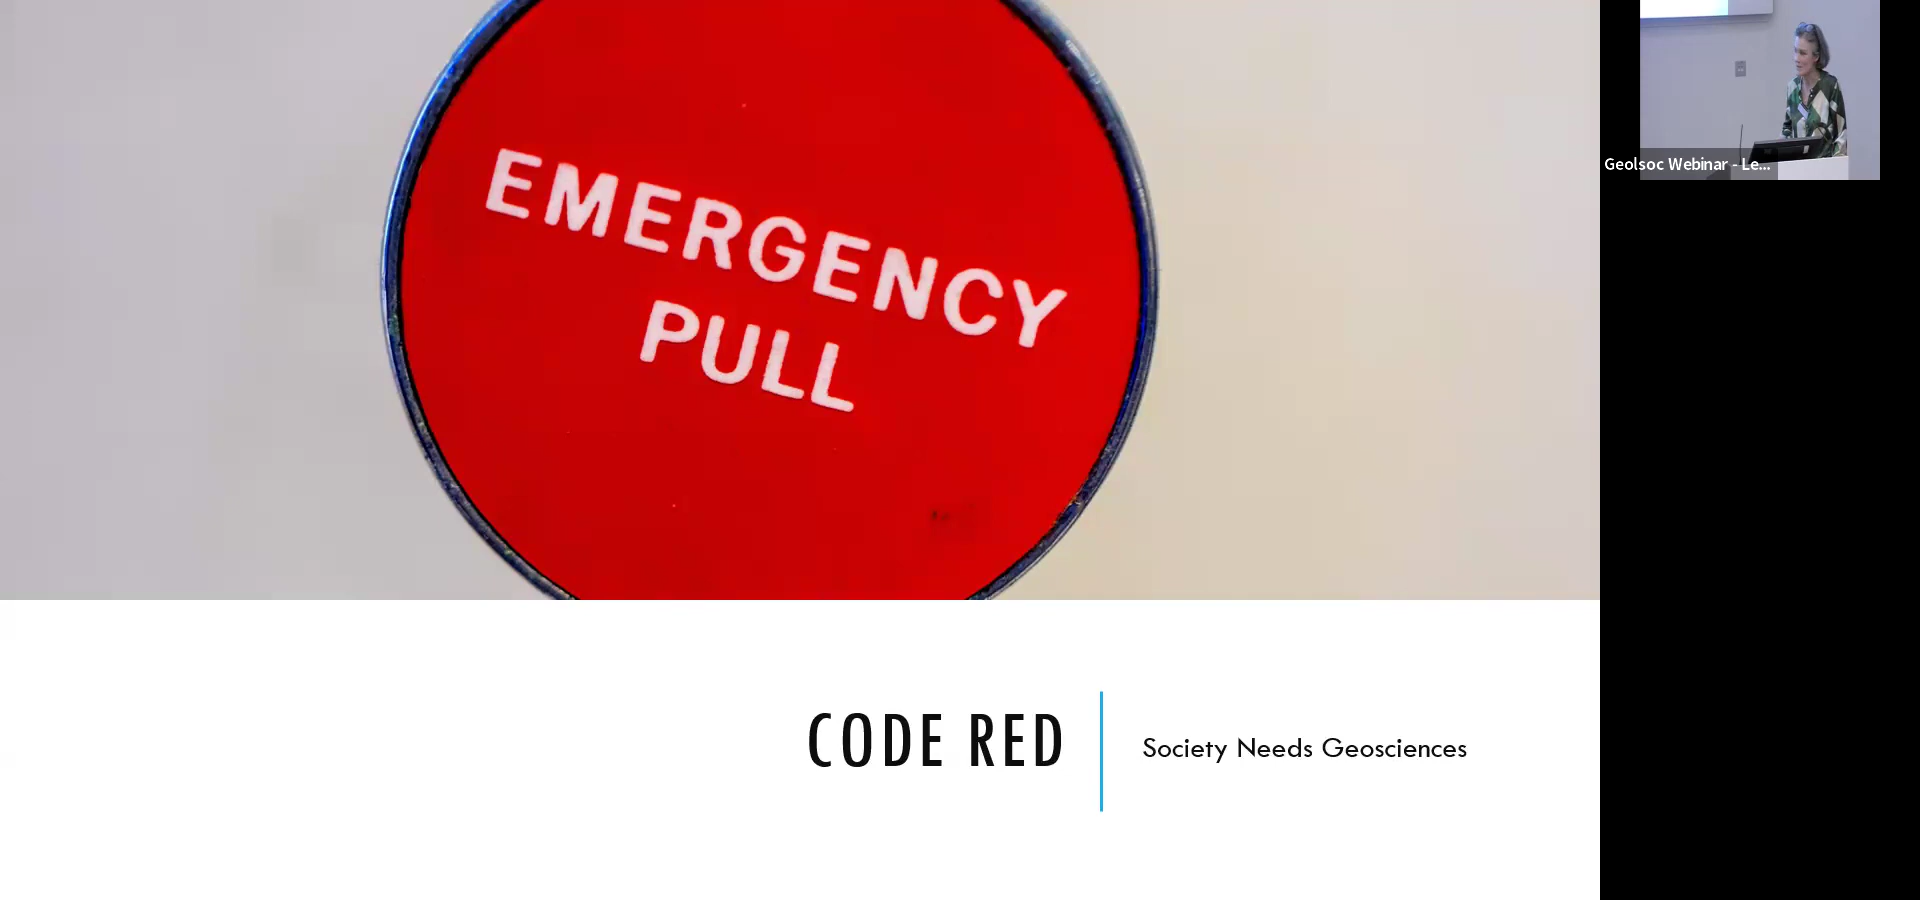 EMERGENCY
PULL
CODE RED
Society Needs Geosciences
Geolsoc Webinar - Le...